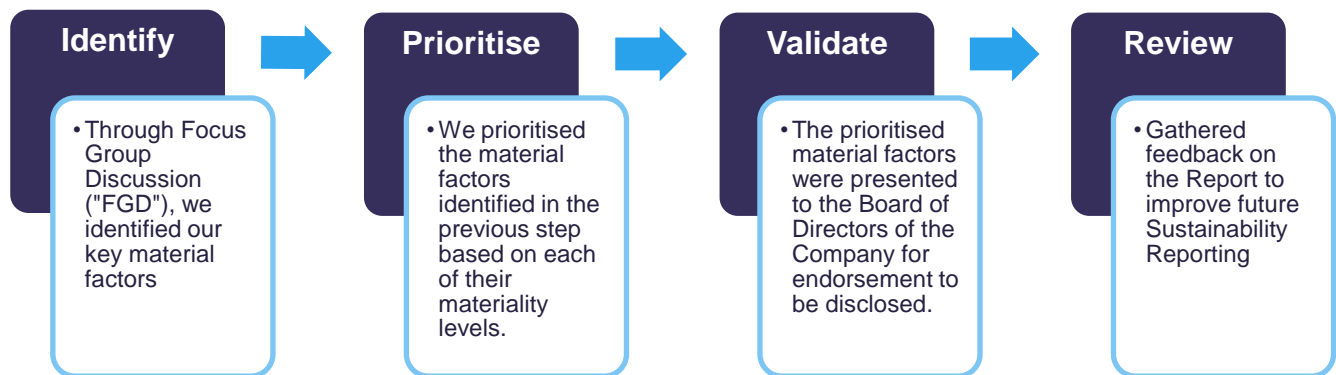 Identify
• Through Focus
Group
Discussion
("FGD"), we
identified our
key material
factors
Prioritise
• We prioritised
the material
factors
identified in the
previous step
based on each
of their
materiality
levels.
Validate
• The prioritised
material factors
were presented
to the Board of
Directors of the
Company for
endorsement to
be disclosed.
Review
• Gathered
feedback on
the Report to
improve future
Sustainability
Reporting